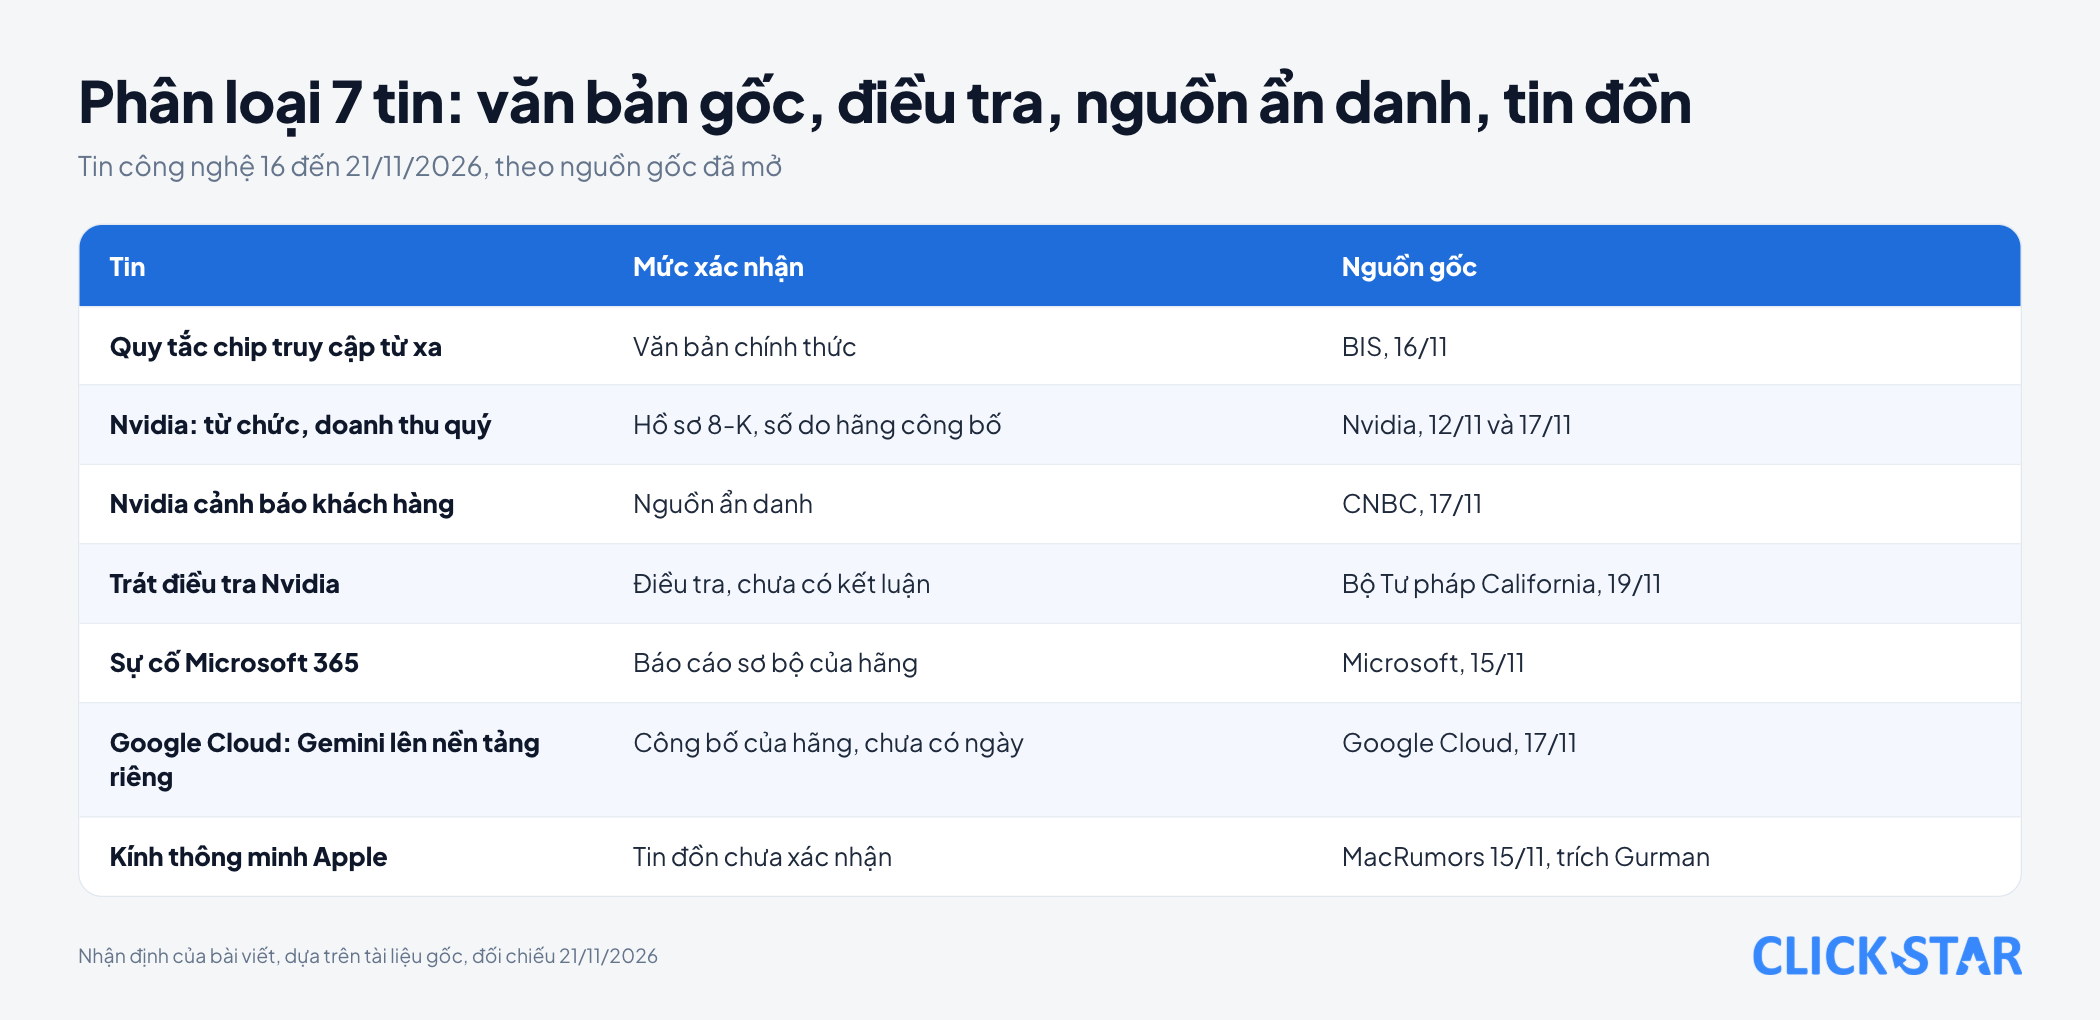 Phân loại 7 tin: văn bản gốc, điều tra, nguồn ẩn danh, tin đồn
Tin công nghệ 16 đến 21/11/2026, theo nguồn gốc đã mở
Tin
Mức xác nhận
Nguồn gốc
Quy tắc chip truy cập từ xa
Văn bản chính thức
BIS, 16/11
Nvidia: từ chức, doanh thu quý
Hồ sơ 8-K, số do hãng công bố
Nvidia, 12/11 và 17/11
Nvidia cảnh báo khách hàng
Nguồn ẩn danh
CNBC, 17/11
Trát điều tra Nvidia
Điều tra, chưa có kết luận
Bộ Tư pháp California, 19/11
Sự cố Microsoft 365
Báo cáo sơ bộ của hãng
Microsoft, 15/11
Google Cloud: Gemini lên nền tảng
riêng
Công bố của hãng, chưa có ngày
Google Cloud, 17/11
Kính thông minh Apple
Tin đồn chưa xác nhận
MacRumors 15/11, trích Gurman
Nhận định của bài viết, dựa trên tài liệu gốc, đối chiếu 21/11/2026
CLICK STAR